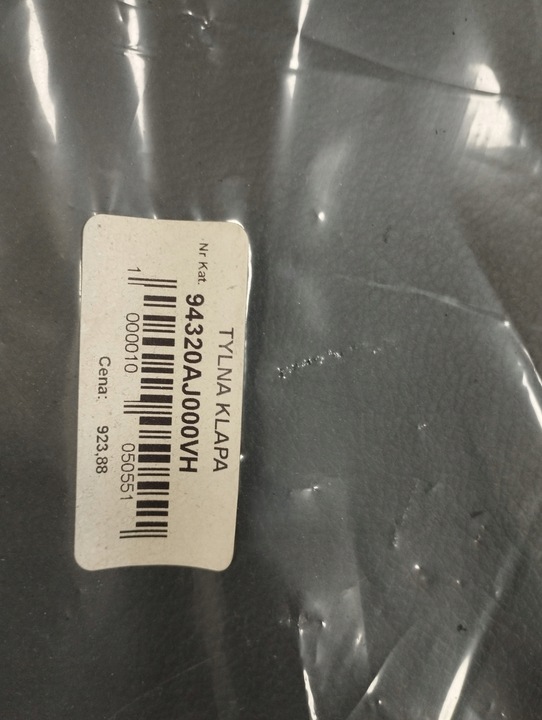 TYLNA KLAPA
Nr Kat. 94320AJ000VH
1 000010 050551
Cena: 923,88